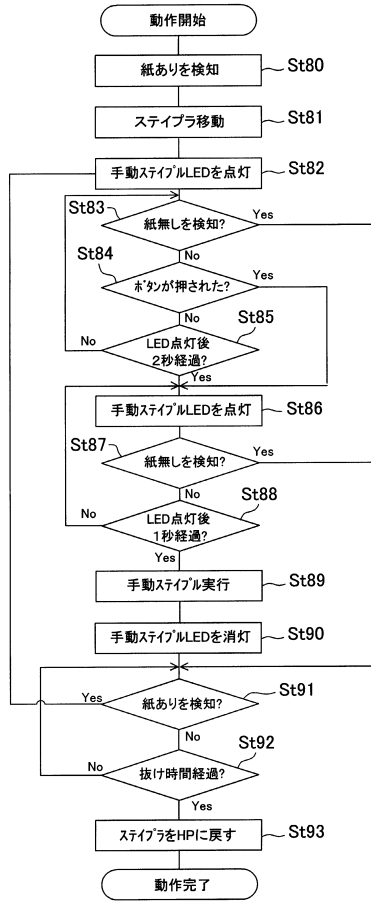 動作開始
紙ありを検知
St80
ステイプラ移動
St81
手動ステイプルLEDを点灯
St82
St83
紙無しを検知?
Yes
No
St84
ボタンが押された?
Yes
No
St85
LED点灯後
2秒経過?
No
Yes
手動ステイプルLEDを点灯
St86
St87
紙無しを検知?
Yes
No
St88
LED点灯後
1秒経過?
No
Yes
手動ステイプル実行
St89
手動ステイプルLEDを消灯
St90
St91
紙ありを検知?
Yes
No
St92
抜け時間経過?
No
Yes
ステイプラをHPに戻す
St93
動作完了